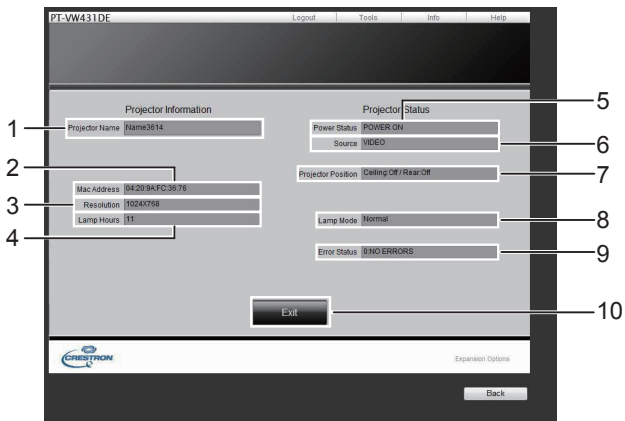 PT-VW431DE Logout Tools Info Help
Projector Information
Projector Status
1 Projector Name Name3614
5
Power Status POWER ON
6
Source VIDEO
2
7
Projector Position Ceiling:Off / Rear:Off
Mac Address 04:20:9A:FC:36:76
3 Resolution 1024X768
4 Lamp Hours 11
8
Lamp Mode Normal
9
Error Status 0:NO ERRORS
10
Exit
CRESTRON
Expansion Options
Back